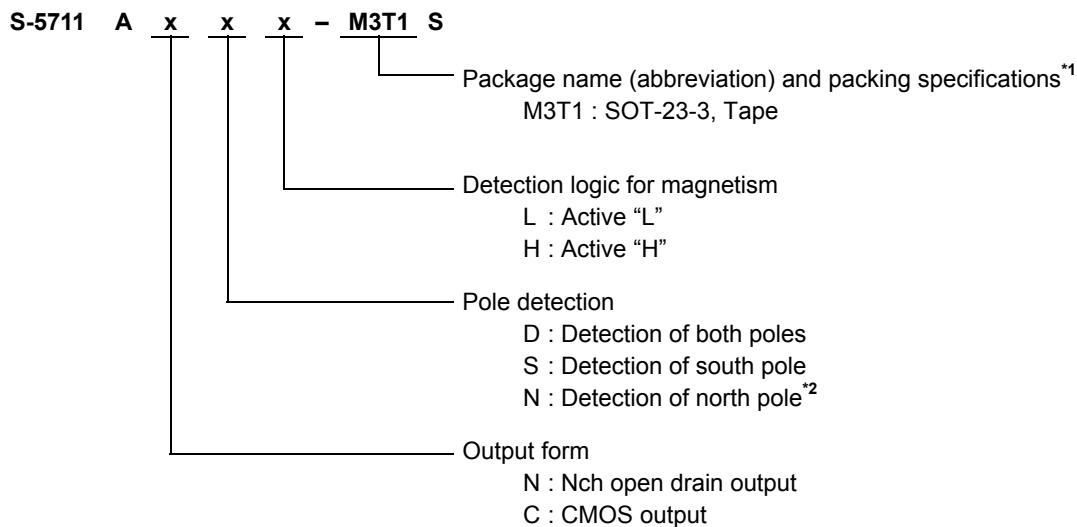 S-5711 A x x x – M3T1 S
Package name (abbreviation) and packing specifications*1
M3T1 : SOT-23-3, Tape
Detection logic for magnetism
L : Active “L”
H : Active “H”
Pole detection
D : Detection of both poles
S : Detection of south pole
N : Detection of north pole*2
Output form
N : Nch open drain output
C : CMOS output